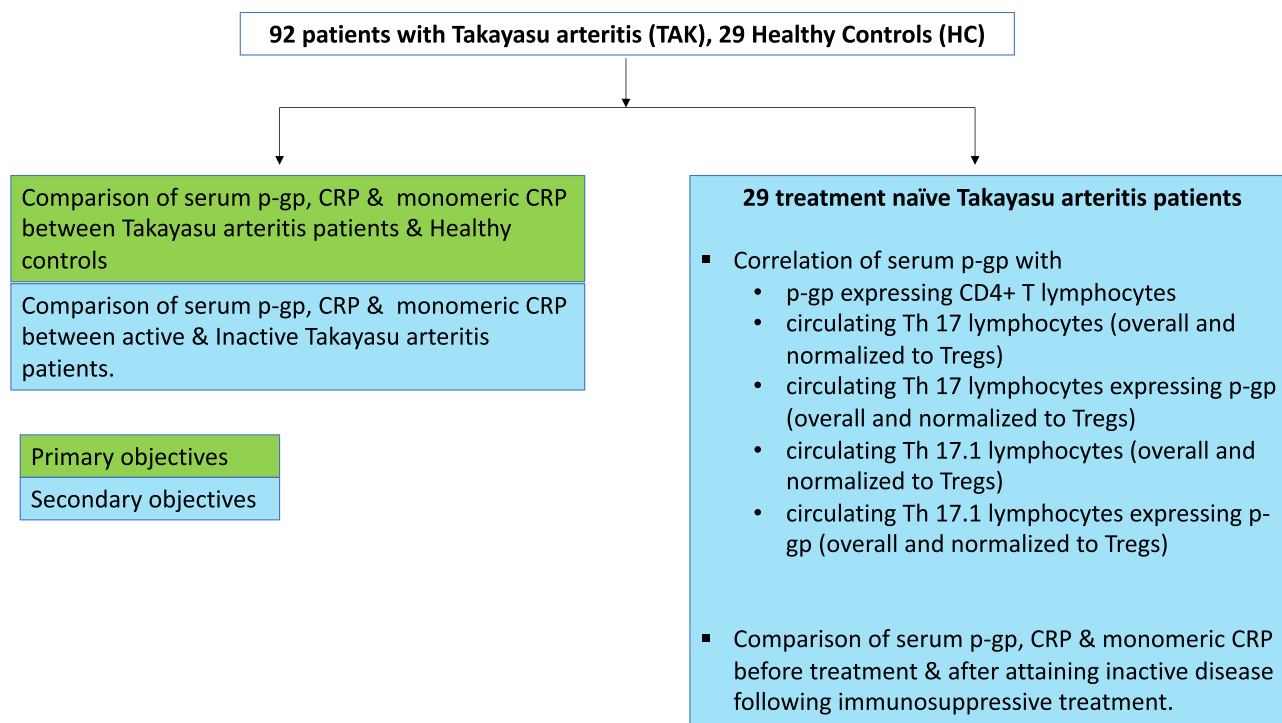 92 patients with Takayasu arteritis (TAK), 29 Healthy Controls (HC)
Comparison of serum p-gp, CRP & monomeric CRP
between Takayasu arteritis patients & Healthy
controls
Comparison of serum p-gp, CRP & monomeric CRP
between active & Inactive Takayasu arteritis
patients.
Primary objectives
Secondary objectives
29 treatment naïve Takayasu arteritis patients
▪ Correlation of serum p-gp with
• p-gp expressing CD4+ T lymphocytes
• circulating Th 17 lymphocytes (overall and
normalized to Tregs)
• circulating Th 17 lymphocytes expressing p-gp
(overall and normalized to Tregs)
• circulating Th 17.1 lymphocytes (overall and
normalized to Tregs)
• circulating Th 17.1 lymphocytes expressing p-
gp (overall and normalized to Tregs)
▪ Comparison of serum p-gp, CRP & monomeric CRP
before treatment & after attaining inactive disease
following immunosuppressive treatment.